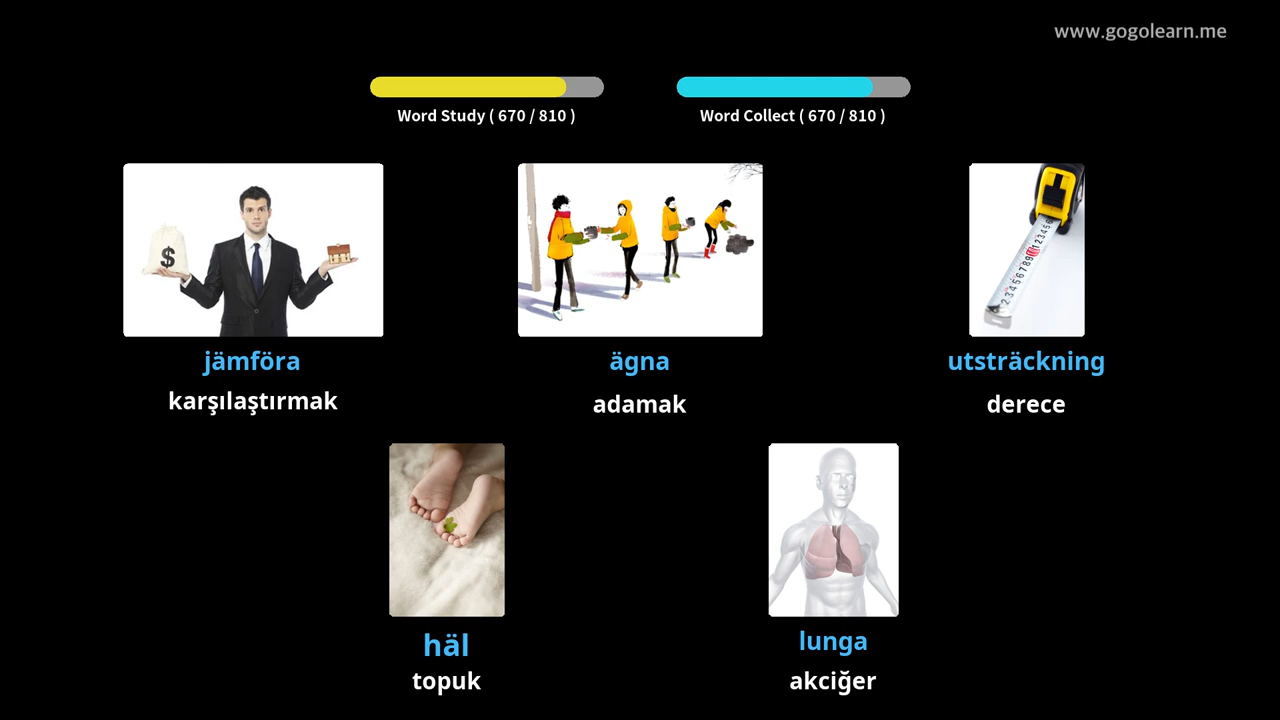 www.gogolearn.me
Word Study ( 670 / 810 )
Word Collect ( 670 / 810 )
jämföra
karşılaştırmak
ägna
adamak
utsträckning
derece
häl
topuk
lunga
akciğer